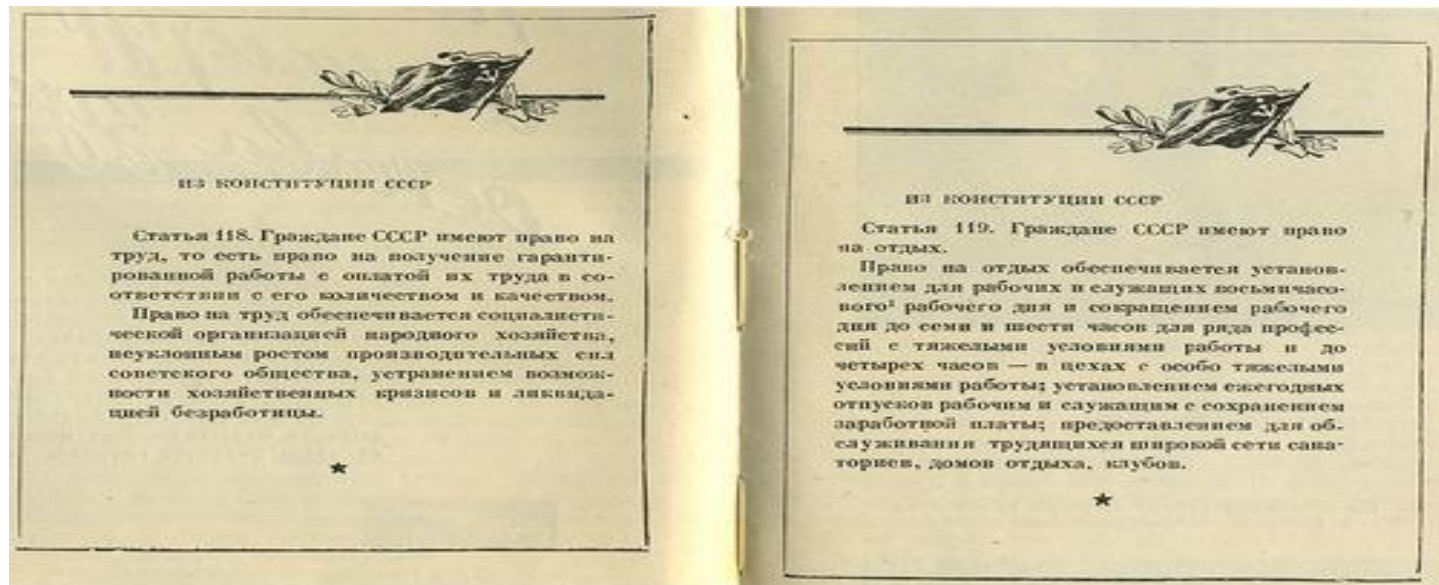 ИЗ КОНСТИТУЦИИ СССР
Статья 118. Граждане СССР имеют право на
труд, то есть право на получение гаранти-
рованной работы с оплатой их труда в со-
ответствии с его количеством и качеством.
Право на труд обеспечивается социалисти-
ческой организацией народного хозяйства,
неуклонным ростом производительных сил
советского общества, устранением возмож-
ности хозяйственных кризисов и ликвида-
цией безработицы.
ИЗ КОНСТИТУЦИИ СССР
Статья 119. Граждане СССР имеют право
на отдых.
Право на отдых обеспечивается установ-
лением для рабочих и служащих восьмичасо-
вого¹ рабочего дня и сокращением рабочего
дня до семи и шести часов для ряда профес-
сий с тяжелыми условиями работы и до
четырех часов — в цехах с особо тяжелыми
условиями работы; установлением ежегодных
отпусков рабочим и служащим с сохранением
заработной платы; предоставлением для об-
служивания трудящихся широкой сети сана-
ториев, домов отдыха, клубов.